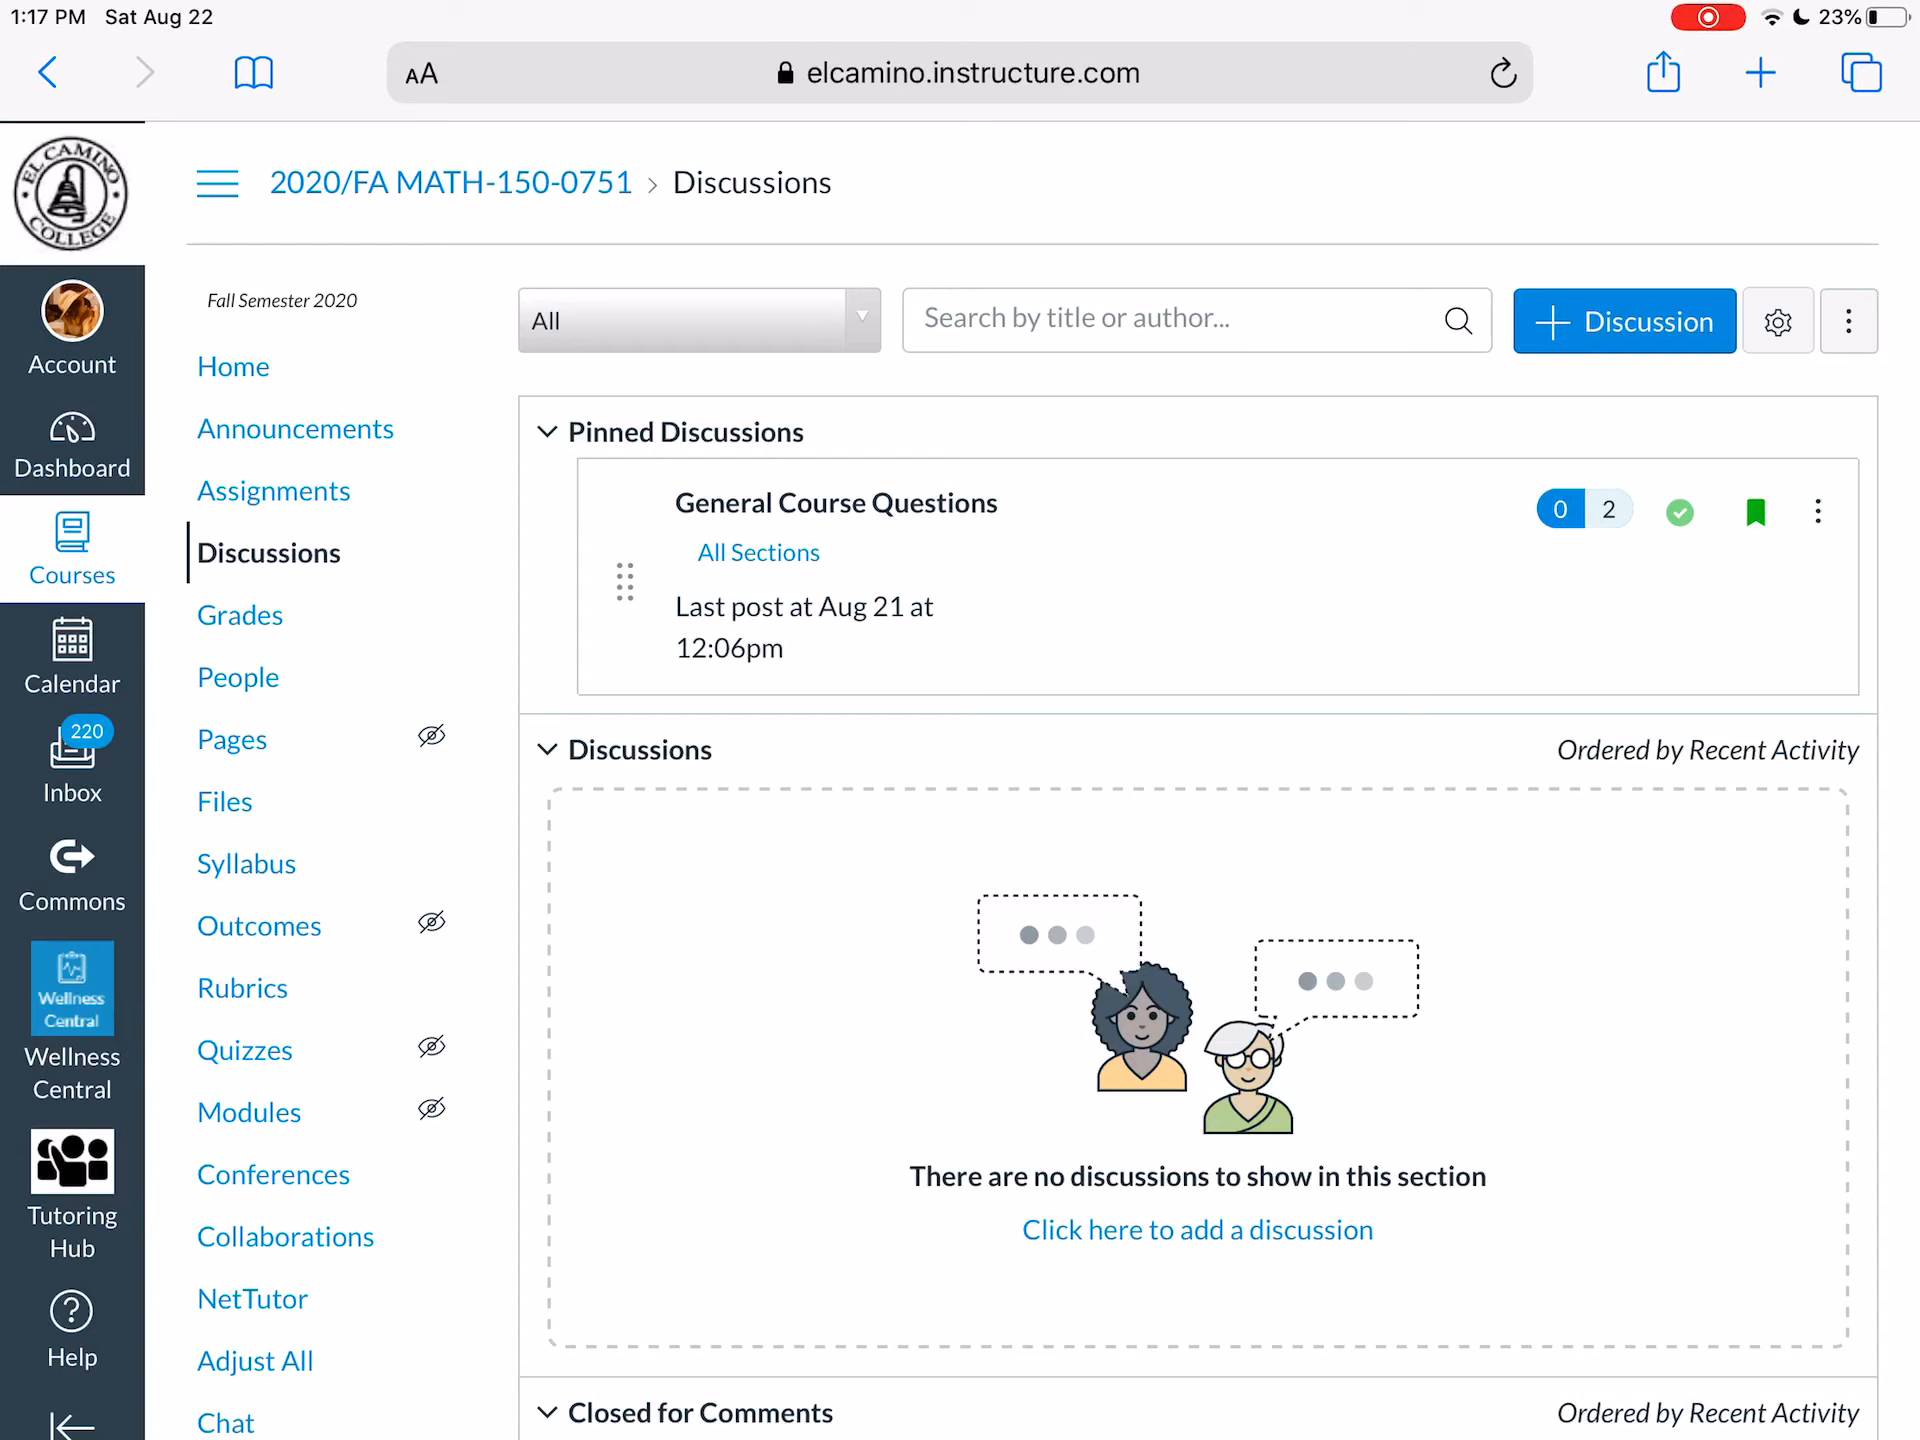 1:17 PM Sat Aug 22
23%
AA
elcamino.instructure.com
EL CAMINO
COLLEGE
2020/FA MATH-150-0751 > Discussions
Account
Dashboard
Courses
Calendar
220
Inbox
Commons
Wellness
Central
Wellness
Central
Tutoring
Hub
Help
Fall Semester 2020
Home
Announcements
Assignments
Discussions
Grades
People
Pages
Files
Syllabus
Outcomes
Rubrics
Quizzes
Modules
Conferences
Collaborations
NetTutor
Adjust All
Chat
All
Search by title or author...
Discussion
Pinned Discussions
General Course Questions
0 2
All Sections
Last post at Aug 21 at
12:06pm
Discussions
Ordered by Recent Activity
There are no discussions to show in this section
Click here to add a discussion
Closed for Comments
Ordered by Recent Activity